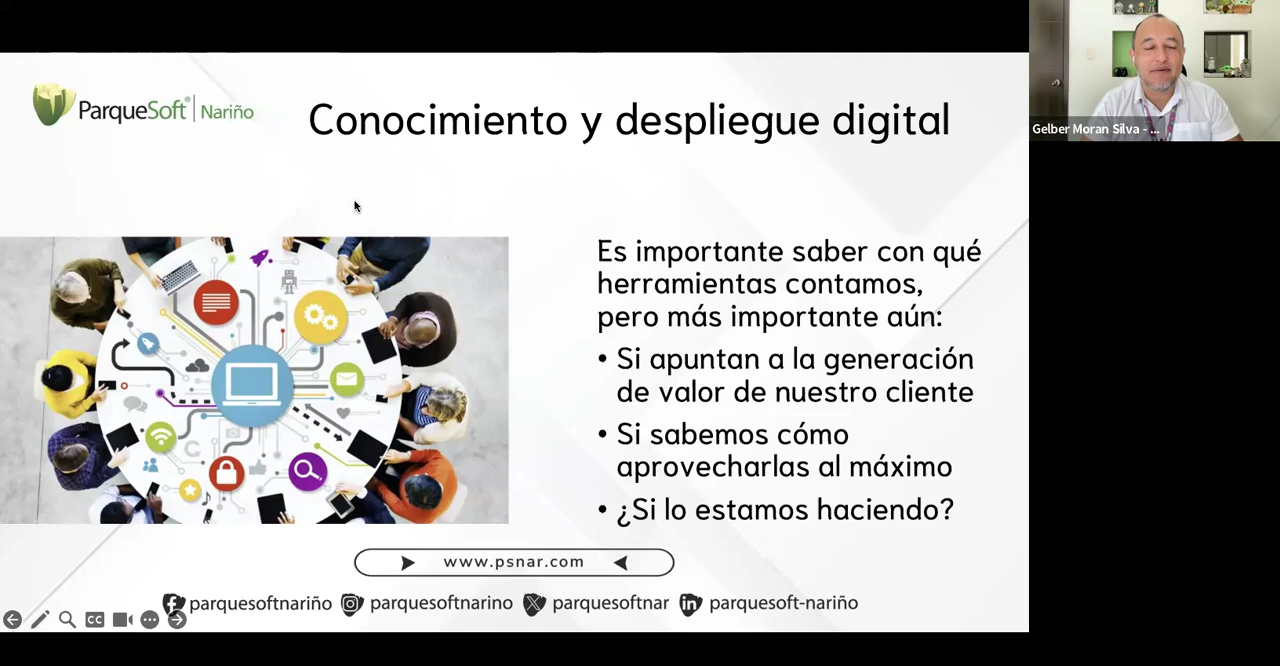 ParqueSoft® | Nariño
Conocimiento y despliegue digital
Gelber Moran Silva - ...
Es importante saber con qué
herramientas contamos,
pero más importante aún:
• Si apuntan a la generación
de valor de nuestro cliente
• Si sabemos cómo
aprovecharlas al máximo
• ¿Si lo estamos haciendo?
www.psnar.com
parquesoftnariño parquesoftnarino parquesoftnar parquesoft-nariño
CC